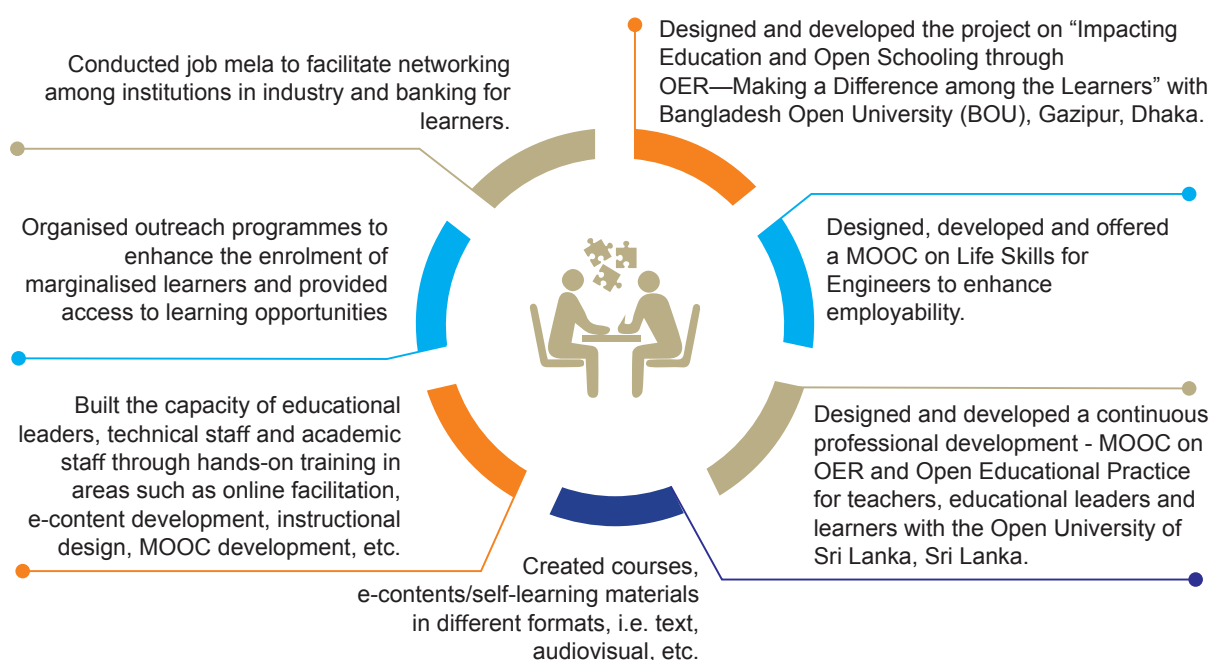 Designed and developed the project on “Impacting
Education and Open Schooling through
OER—Making a Difference among the Learners” with
Bangladesh Open University (BOU), Gazipur, Dhaka.
Designed, developed and offered
a MOOC on Life Skills for
Engineers to enhance
employability.
Designed and developed a continuous
professional development - MOOC on
OER and Open Educational Practice
for teachers, educational leaders and
learners with the Open University of
Sri Lanka, Sri Lanka.
Created courses,
e-contents/self-learning materials
in different formats, i.e. text,
audiovisual, etc.
Built the capacity of educational
leaders, technical staff and academic
staff through hands-on training in
areas such as online facilitation,
e-content development, instructional
design, MOOC development, etc.
Organised outreach programmes to
enhance the enrolment of
marginalised learners and provided
access to learning opportunities
Conducted job mela to facilitate networking
among institutions in industry and banking for
learners.